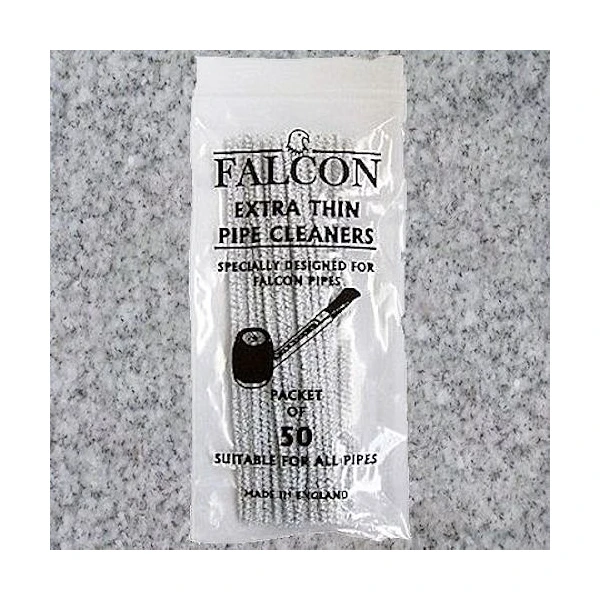 FALCON
EXTRA THIN
PIPE CLEANERS
SPECIALLY DESIGNED FOR
FALCON PIPES
PACKET
OF
50
SUITABLE FOR ALL PIPES
MADE IN ENGLAND